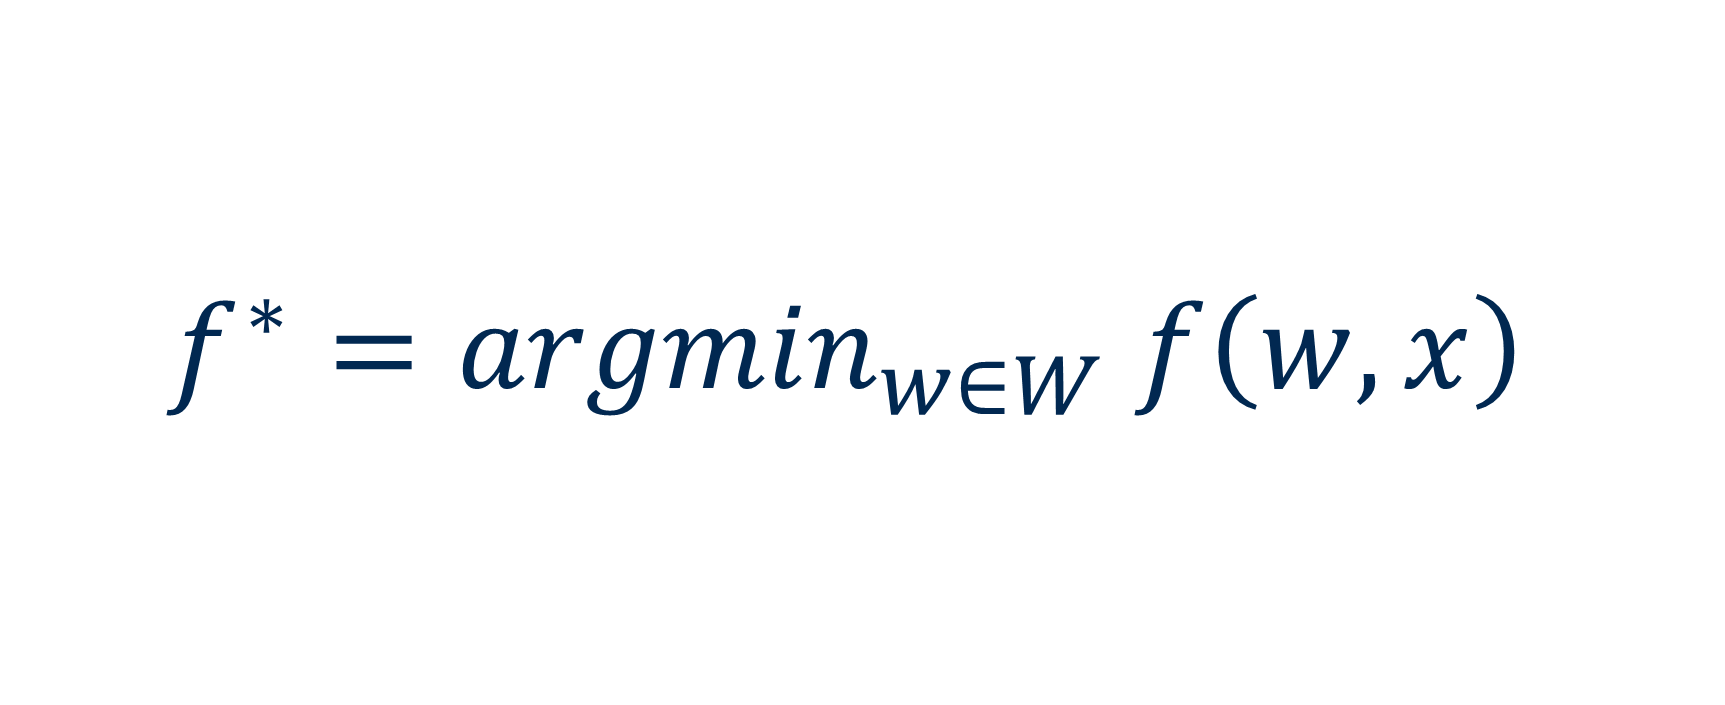 f* = argmin_{w∈W} f(w, x)